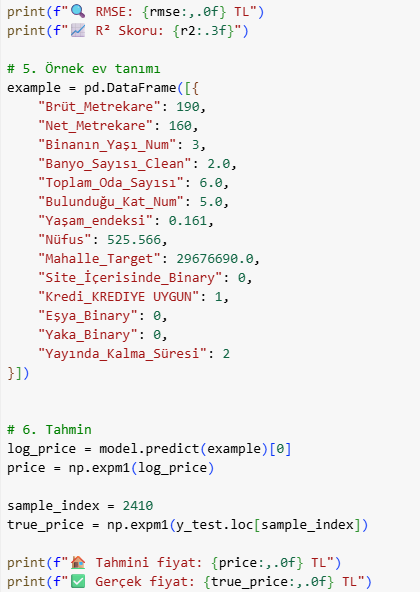 print(f"🔍 RMSE: {rmse:,.0f} TL")
print(f"📈 R² Skoru: {r2:.3f}")

# 5. Örnek ev tanımı
example = pd.DataFrame([{
    "Brüt_Metrekare": 190,
    "Net_Metrekare": 160,
    "Binanın_Yaşı_Num": 3,
    "Banyo_Sayısı_Clean": 2.0,
    "Toplam_Oda_Sayısı": 6.0,
    "Bulunduğu_Kat_Num": 5.0,
    "Yaşam_endeksi": 0.161,
    "Nüfus": 525.566,
    "Mahalle_Target": 29676690.0,
    "Site_İçerisinde_Binary": 0,
    "Kredi_KREDIYE UYGUN": 1,
    "Eşya_Binary": 0,
    "Yaka_Binary": 0,
    "Yayında_Kalma_Süresi": 2
}])

# 6. Tahmin
log_price = model.predict(example)[0]
price = np.expm1(log_price)

sample_index = 2410
true_price = np.expm1(y_test.loc[sample_index])

print(f"🏠 Tahmini fiyat: {price:,.0f} TL")
print(f"✅ Gerçek fiyat: {true_price:,.0f} TL")